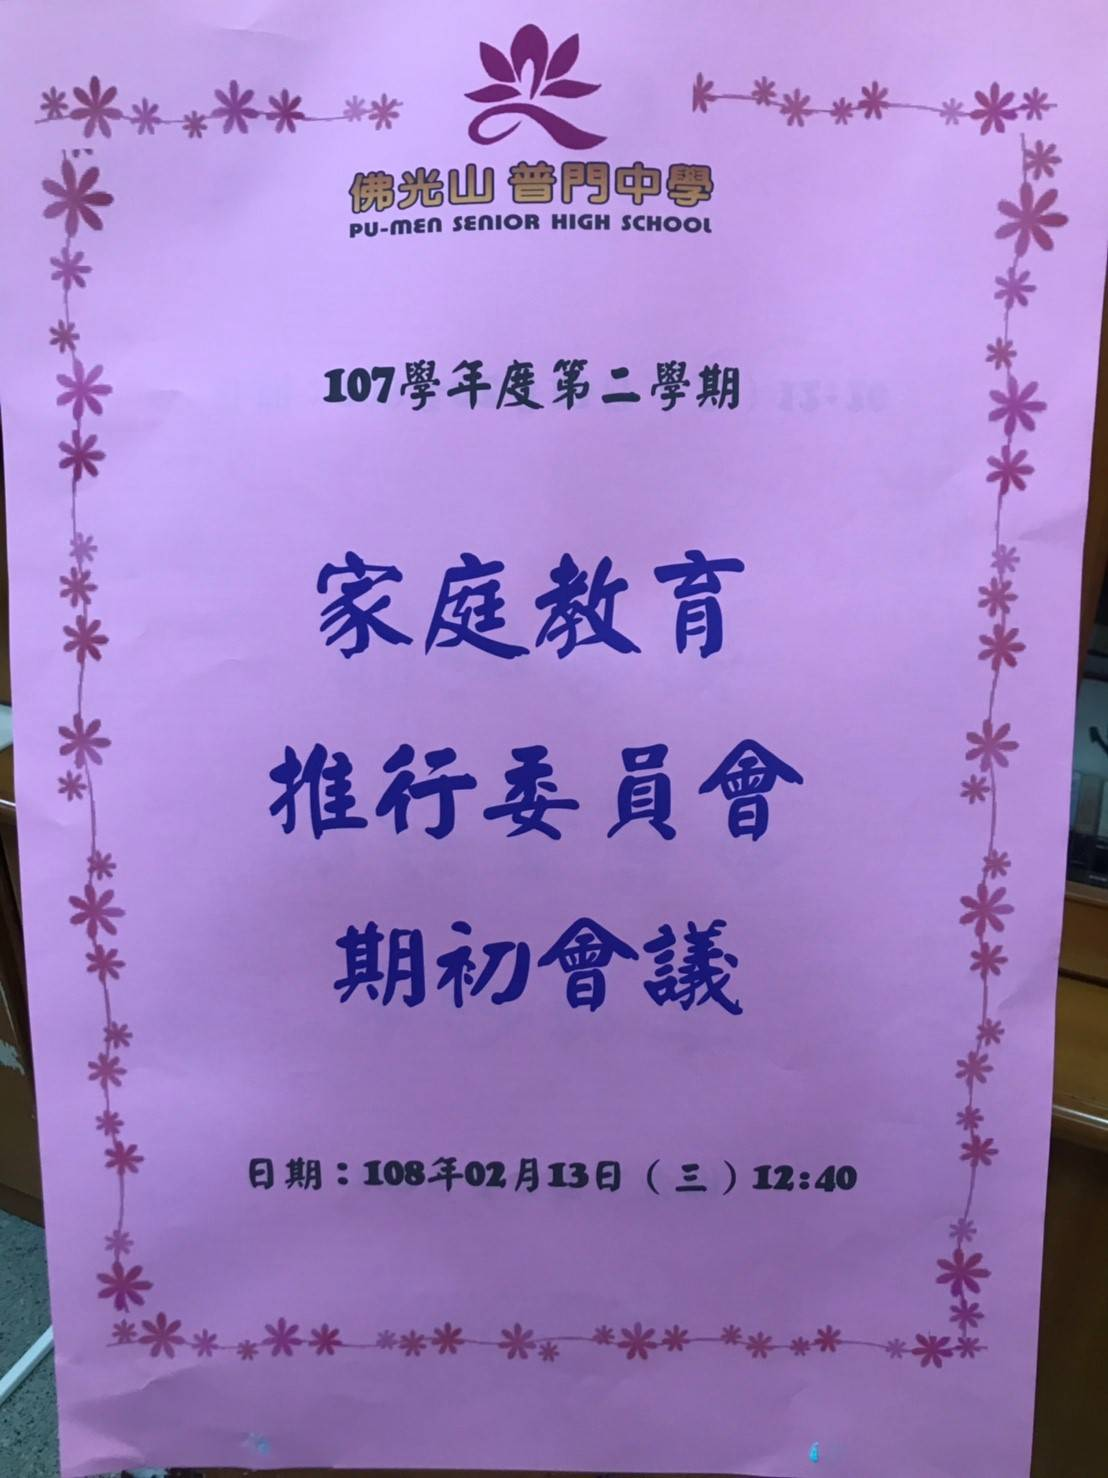 佛光山 普門中學
PU-MEN SENIOR HIGH SCHOOL
107學年度第二學期
家庭教育
推行委員會
期初會議
日期：108年02月13日（三）12:40